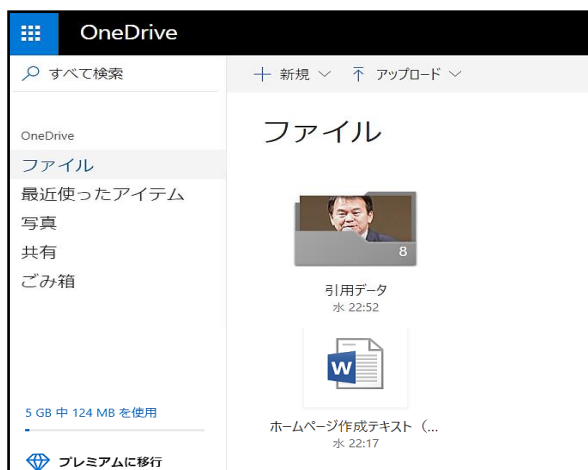 OneDrive
すべて検索
＋ 新規 アップロード
OneDrive
ファイル
最近使ったアイテム
写真
共有
ごみ箱
5 GB 中 124 MB を使用
プレミアムに移行
ファイル
8
引用データ
水 22:52
W
ホームページ作成テキスト（...
水 22:17